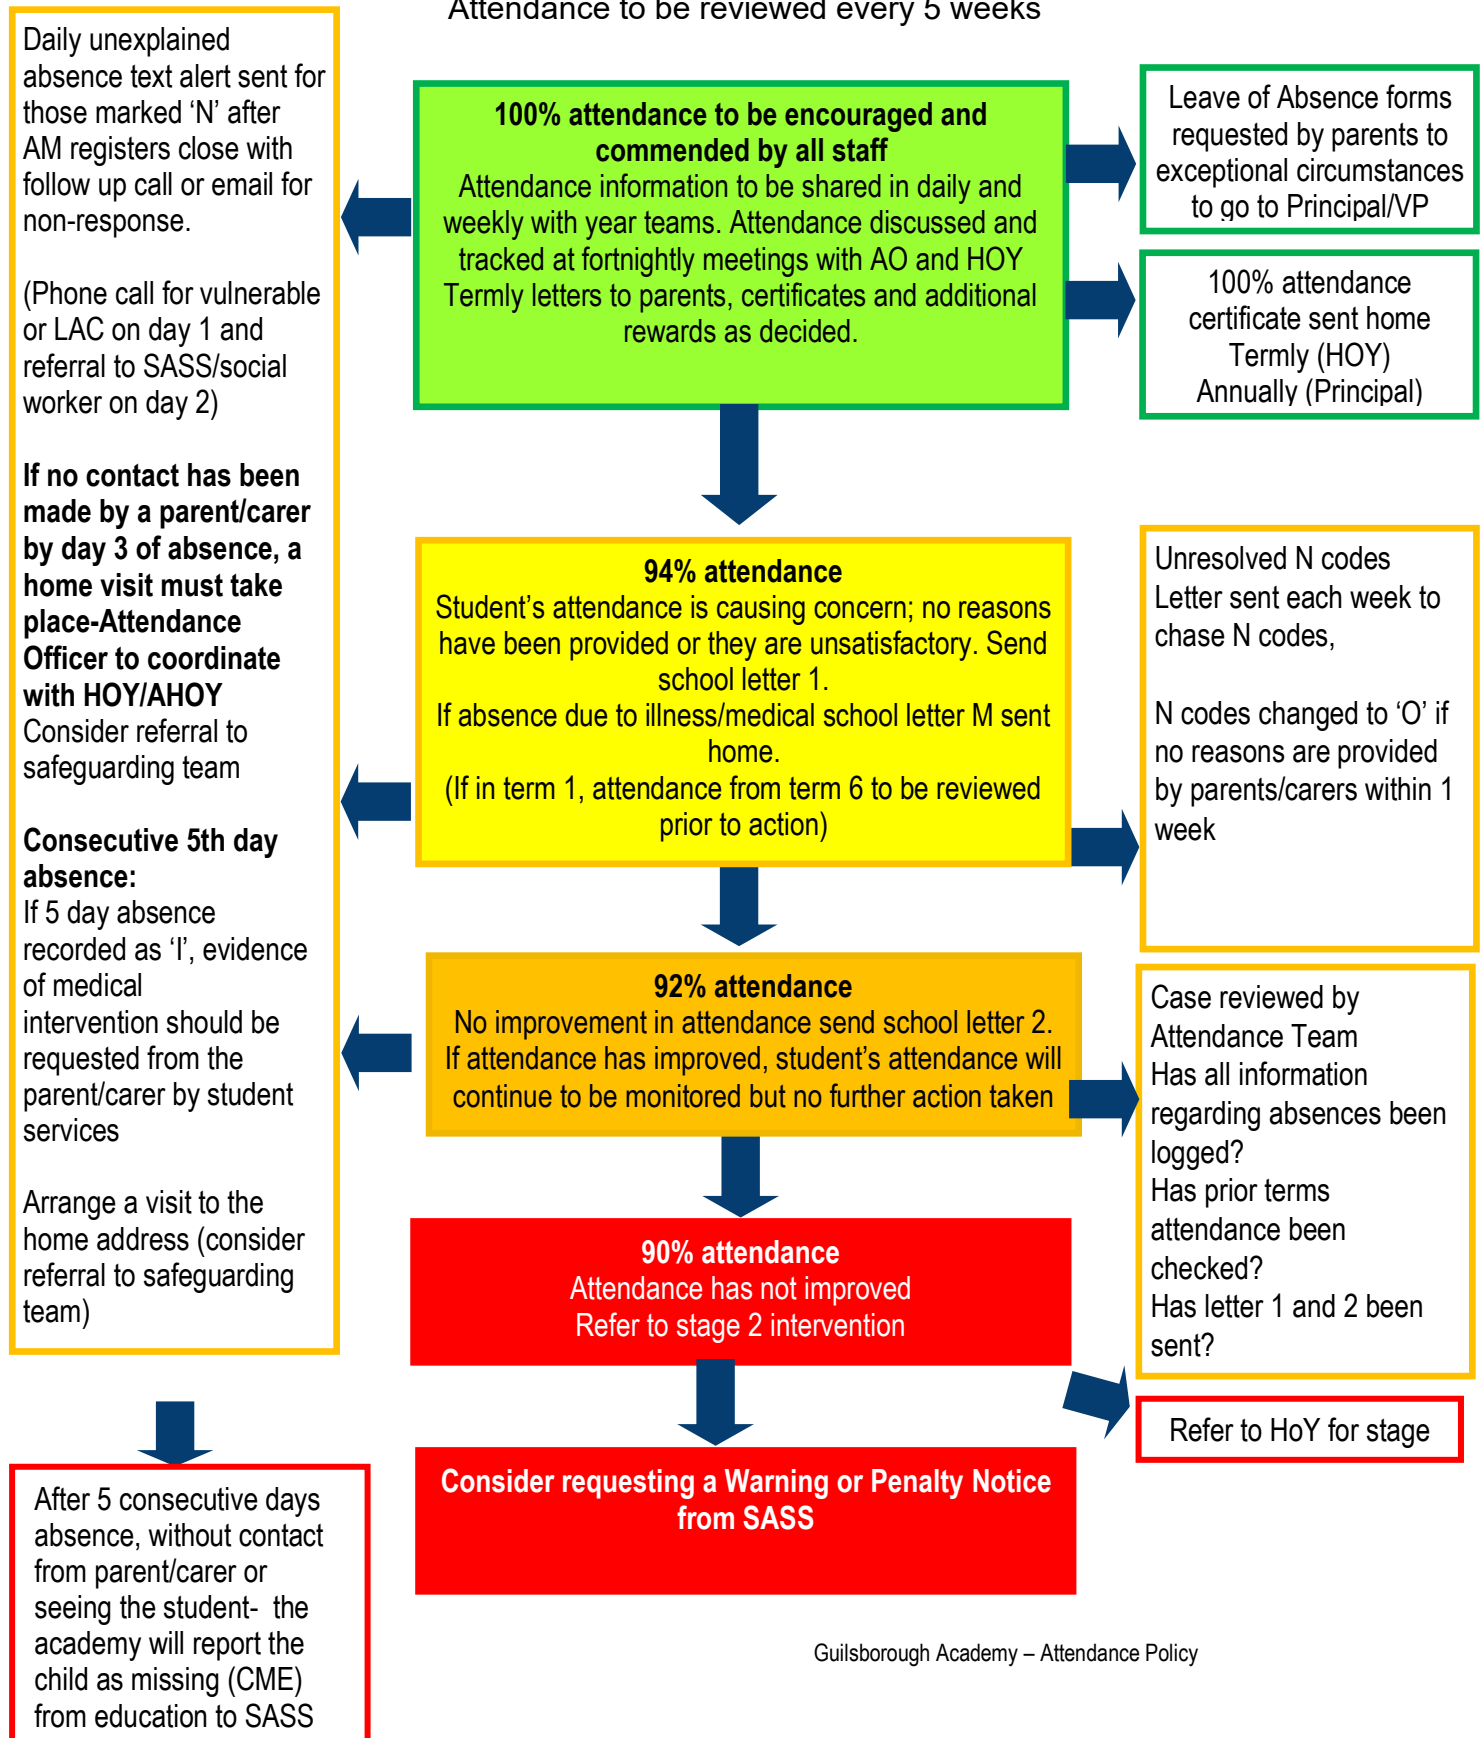 Attendance to be reviewed every 5 weeks
Daily unexplained
absence text alert sent for
those marked ‘N’ after
AM registers close with
follow up call or email for
non-response.
(Phone call for vulnerable
or LAC on day 1 and
referral to SASS/social
worker on day 2)
If no contact has been
made by a parent/carer
by day 3 of absence, a
home visit must take
place-Attendance
Officer to coordinate
with HOY/AHOY
Consider referral to
safeguarding team
Consecutive 5th day
absence:
If 5 day absence
recorded as ‘I’, evidence
of medical
intervention should be
requested from the
parent/carer by student
services
Arrange a visit to the
home address (consider
referral to safeguarding
team)
After 5 consecutive days
absence, without contact
from parent/carer or
seeing the student- the
academy will report the
child as missing (CME)
from education to SASS
100% attendance to be encouraged and
commended by all staff
Attendance information to be shared in daily and
weekly with year teams. Attendance discussed and
tracked at fortnightly meetings with AO and HOY
Termly letters to parents, certificates and additional
rewards as decided.
94% attendance
Student’s attendance is causing concern; no reasons
have been provided or they are unsatisfactory. Send
school letter 1.
If absence due to illness/medical school letter M sent
home.
(If in term 1, attendance from term 6 to be reviewed
prior to action)
92% attendance
No improvement in attendance send school letter 2.
If attendance has improved, student’s attendance will
continue to be monitored but no further action taken
90% attendance
Attendance has not improved
Refer to stage 2 intervention
Consider requesting a Warning or Penalty Notice
from SASS
Leave of Absence forms
requested by parents to
exceptional circumstances
to go to Principal/VP
100% attendance
certificate sent home
Termly (HOY)
Annually (Principal)
Unresolved N codes
Letter sent each week to
chase N codes,
N codes changed to ‘O’ if
no reasons are provided
by parents/carers within 1
week
Case reviewed by
Attendance Team
Has all information
regarding absences been
logged?
Has prior terms
attendance been
checked?
Has letter 1 and 2 been
sent?
Refer to HoY for stage
Guilsborough Academy – Attendance Policy